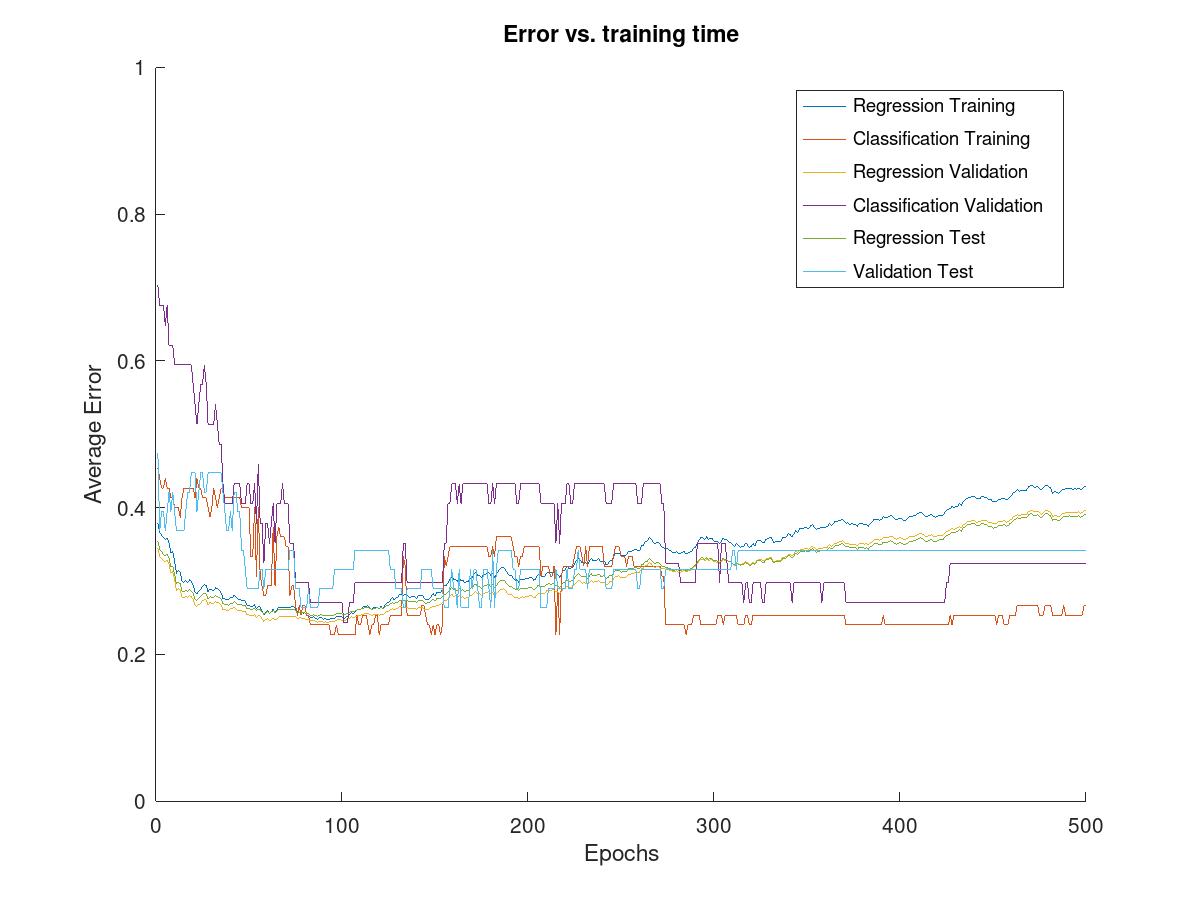 Error vs. training time
1
Regression Training
Classification Training
Regression Validation
Classification Validation
Regression Test
Validation Test
0.8
0.6
0.4
0.2
0
Average Error
0 100 200 300 400 500
Epochs